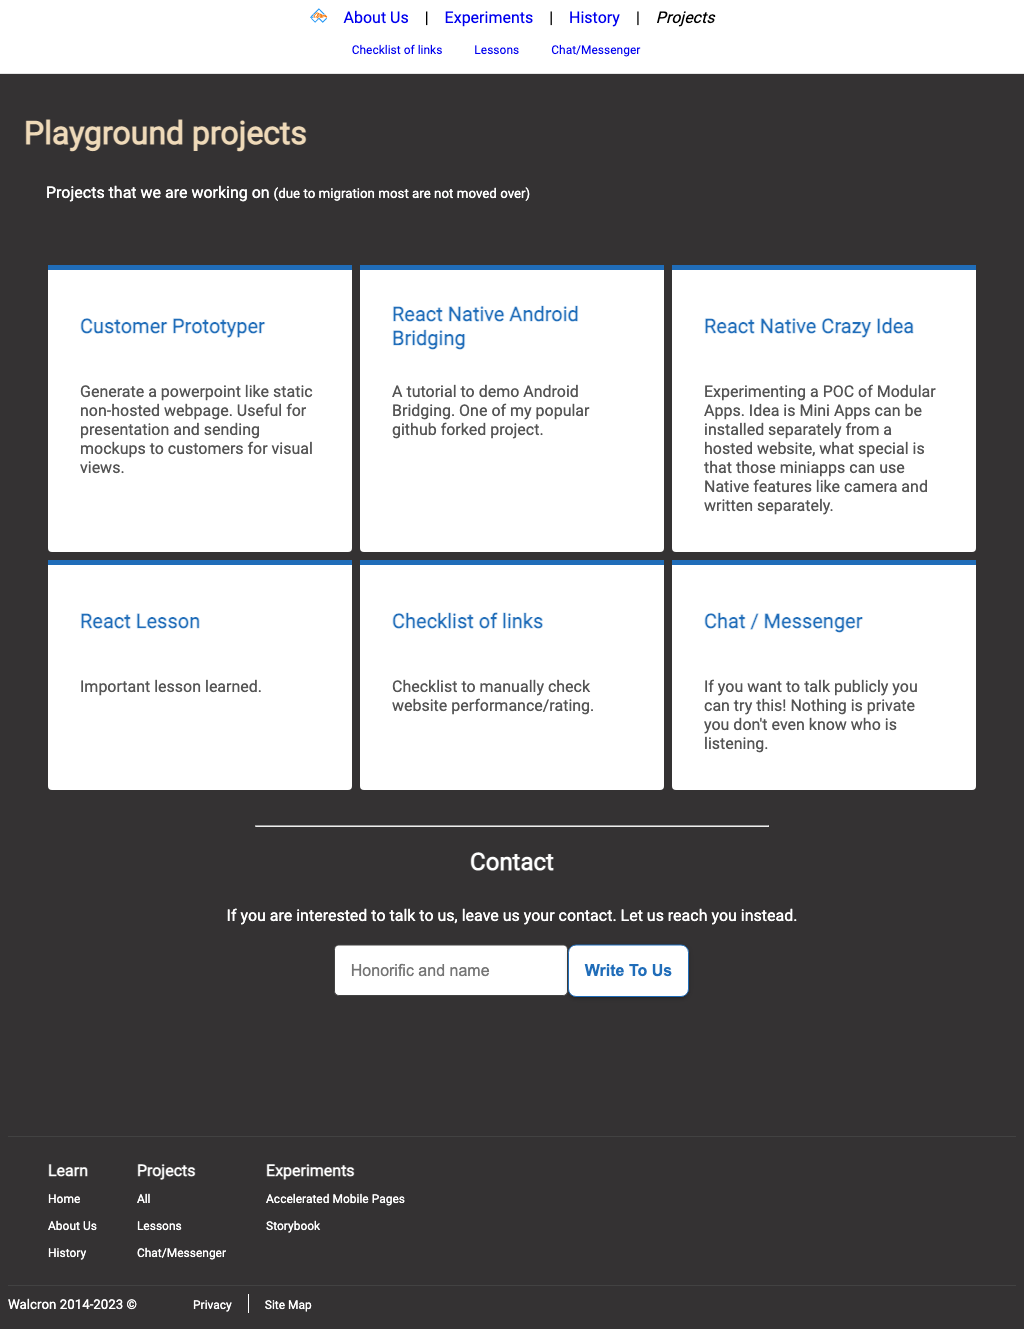 About Us | Experiments | History | Projects
Checklist of links Lessons Chat/Messenger
Playground projects
Projects that we are working on (due to migration most are not moved over)
Customer Prototyper
Generate a powerpoint like static
non-hosted webpage. Useful for
presentation and sending
mockups to customers for visual
views.
React Native Android
Bridging
A tutorial to demo Android
Bridging. One of my popular
github forked project.
React Native Crazy Idea
Experimenting a POC of Modular
Apps. Idea is Mini Apps can be
installed separately from a
hosted website, what special is
that those miniapps can use
Native features like camera and
written separately.
React Lesson
Important lesson learned.
Checklist of links
Checklist to manually check
website performance/rating.
Chat / Messenger
If you want to talk publicly you
can try this! Nothing is private
you don't even know who is
listening.
Contact
If you are interested to talk to us, leave us your contact. Let us reach you instead.
Honorific and name
Write To Us
Learn
Home
About Us
History
Projects
All
Lessons
Chat/Messenger
Experiments
Accelerated Mobile Pages
Storybook
Walcron 2014-2023 © Privacy Site Map